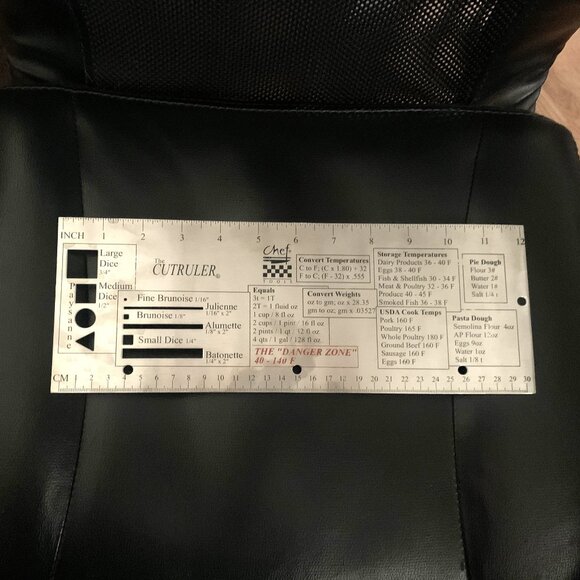 INCH 1 2 3 4 5 6 7 8 9 10 11 12
Large
Dice
3/4"
Medium
Dice
1/2"
Paysanne
The
CUTRULER ©
Fine Brunoise 1/16"
Julienne
1/16" x 2"
Brunoise 1/8"
Alumette
1/8" x 2"
Small Dice 1/4"
Batonette
1/4" x 2"
Chef
TOOLS
Equals
3t = 1T
2T = 1 fluid oz
1 cup / 8 fl oz
2 cups / 1 pint / 16 fl oz
2 pints / 1 qt / 32 fl oz
4 qts / 1 gal / 128 fl oz
THE "DANGER ZONE"
40 - 140 F
Convert Temperatures
C to F; (C x 1.80) + 32
F to C; (F - 32) x .555
Convert Weights
oz to gm; oz x 28.35
gm to oz; gm x .03527
Storage Temperatures
Dairy Products 36 - 40 F
Eggs 38 - 40 F
Fish & Shellfish 30 - 34 F
Meat & Poultry 32 - 36 F
Produce 40 - 45 F
Smoked Fish 36 - 38 F
USDA Cook Temps
Pork 160 F
Poultry 165 F
Whole Poultry 180 F
Ground Beef 160 F
Sausage 160 F
Eggs 160 F
Pie Dough
Flour 3#
Butter 2#
Water 1#
Salt 1/4 t
Pasta Dough
Semolina Flour 4oz
AP Flour 12oz
Eggs 9oz
Water 1oz
Salt 1/8 t
CM 1 2 3 4 5 6 7 8 9 10 11 12 13 14 15 16 17 18 19 20 21 22 23 24 25 26 27 28 29 30